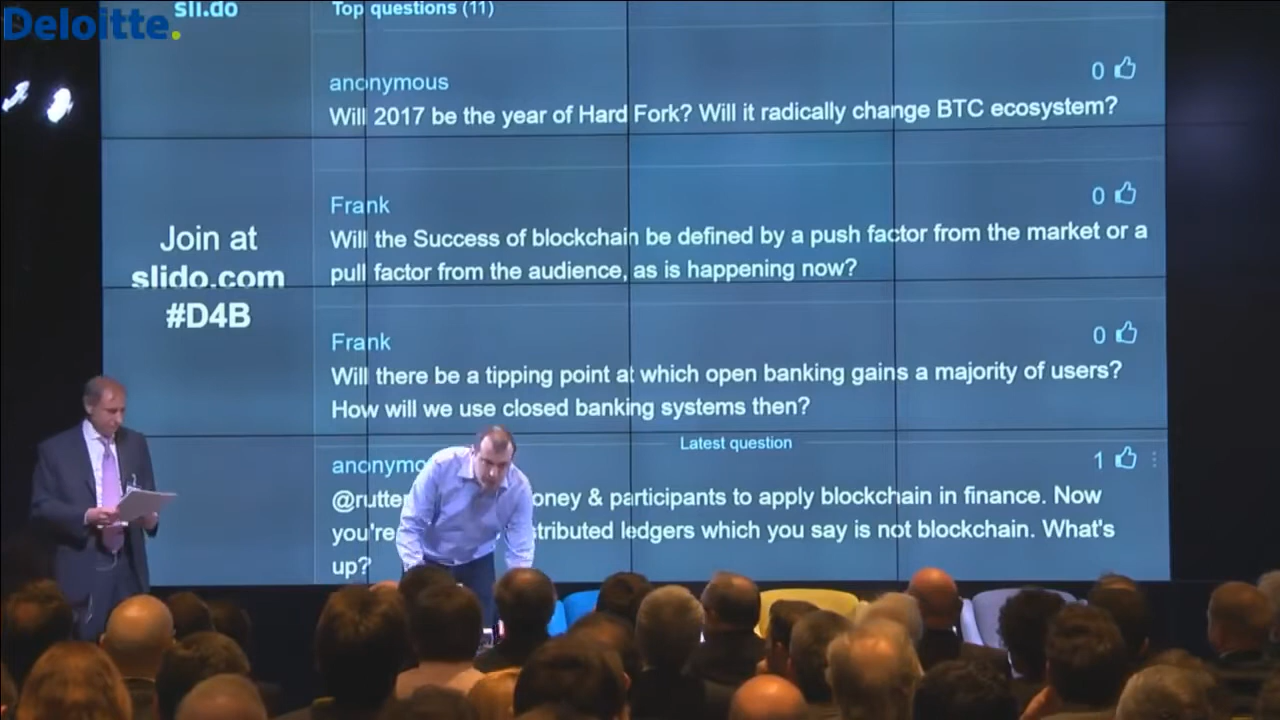 Deloitte.
sli.do
Top questions (11)
anonymous
0
Will 2017 be the year of Hard Fork? Will it radically change BTC ecosystem?
Join at
slido.com
#D4B
Frank
0
Will the Success of blockchain be defined by a push factor from the market or a
pull factor from the audience, as is happening now?
Frank
0
Will there be a tipping point at which open banking gains a majority of users?
How will we use closed banking systems then?
Latest question
1
& participants to apply blockchain in finance. Now
you're ledgers which you say is not blockchain. What's
up?